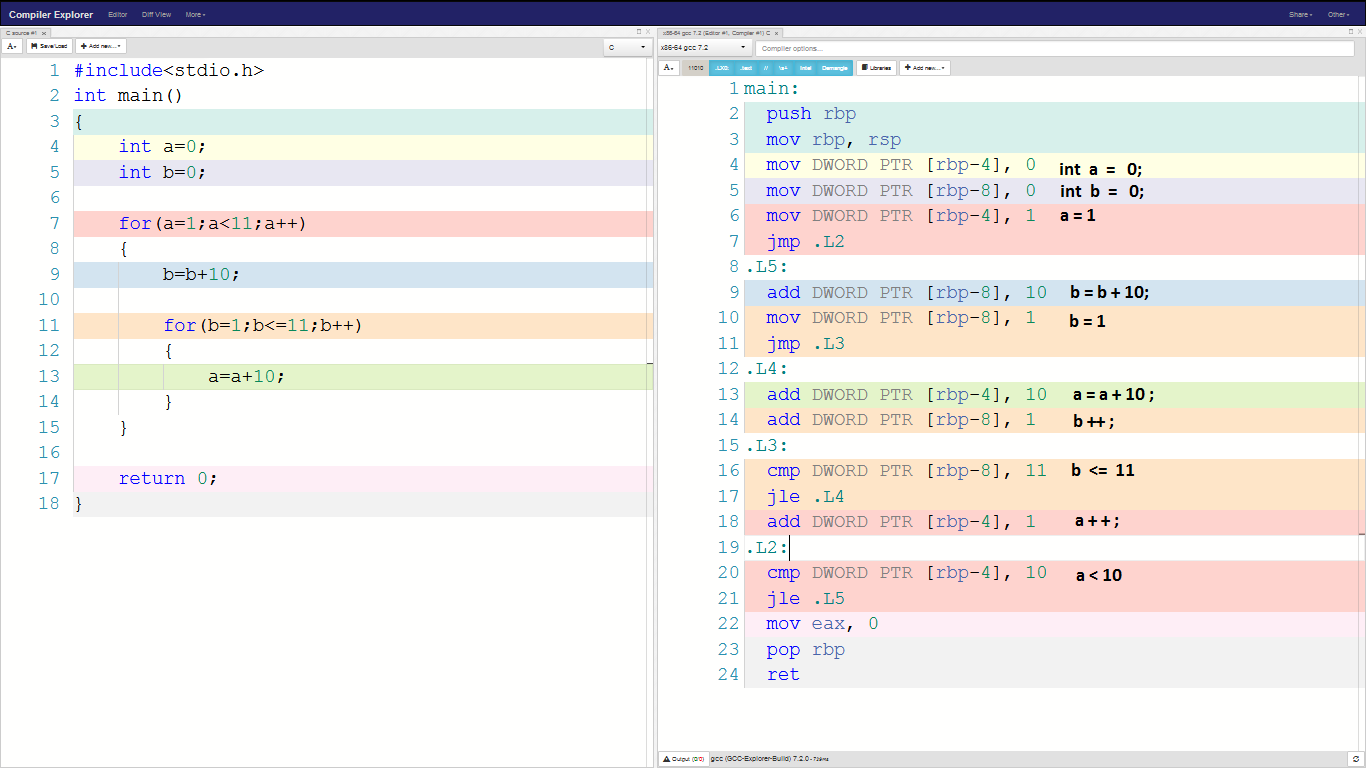 Compiler Explorer Editor Diff View More Share Other
C source #1 x
A Save/Load + Add new... C
1 #include<stdio.h>
2 int main()
3 {
4 int a=0;
5 int b=0;
6
7 for(a=1;a<11;a++)
8 {
9 b=b+10;
10
11 for(b=1;b<=11;b++)
12 {
13 a=a+10;
14 }
15 }
16
17 return 0;
18 }
x86-64 gcc 7.2 (Editor #1, Compiler #1) C x
x86-64 gcc 7.2 Compiler options...
A 11010 .LX0: .text // \s+ Intel Demangle Libraries + Add new...
1 main:
2 push rbp
3 mov rbp, rsp
4 mov DWORD PTR [rbp-4], 0 int a = 0;
5 mov DWORD PTR [rbp-8], 0 int b = 0;
6 mov DWORD PTR [rbp-4], 1 a = 1
7 jmp .L2
8 .L5:
9 add DWORD PTR [rbp-8], 10 b = b + 10;
10 mov DWORD PTR [rbp-8], 1 b = 1
11 jmp .L3
12 .L4:
13 add DWORD PTR [rbp-4], 10 a = a + 10 ;
14 add DWORD PTR [rbp-8], 1 b ++ ;
15 .L3:
16 cmp DWORD PTR [rbp-8], 11 b <= 11
17 jle .L4
18 add DWORD PTR [rbp-4], 1 a + + ;
19 .L2:
20 cmp DWORD PTR [rbp-4], 10 a < 10
21 jle .L5
22 mov eax, 0
23 pop rbp
24 ret
Output (0/0) gcc (GCC-Explorer-Build) 7.2.0